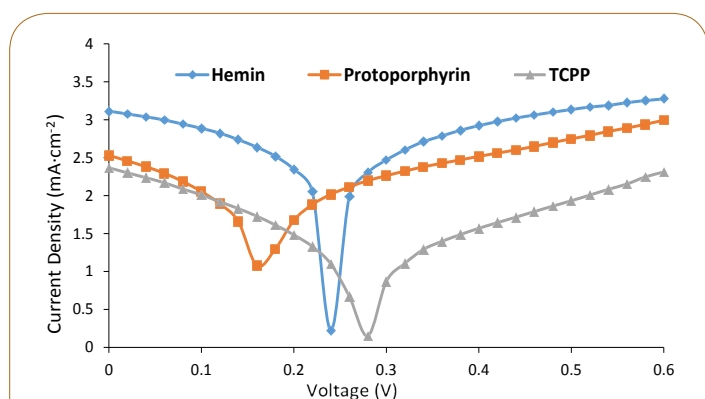 4
3.5
3
2.5
2
1.5
1
0.5
0
Hemin Protoporphyrin TCPP
Current Density (mA·cm⁻²)
0 0.1 0.2 0.3 0.4 0.5 0.6
Voltage (V)